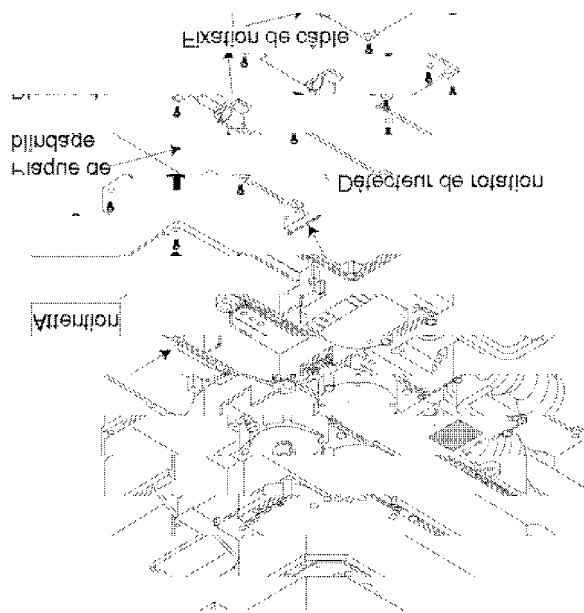 Fixation de câble
Plaque de
blindage
Détecteur de rotation
Attention